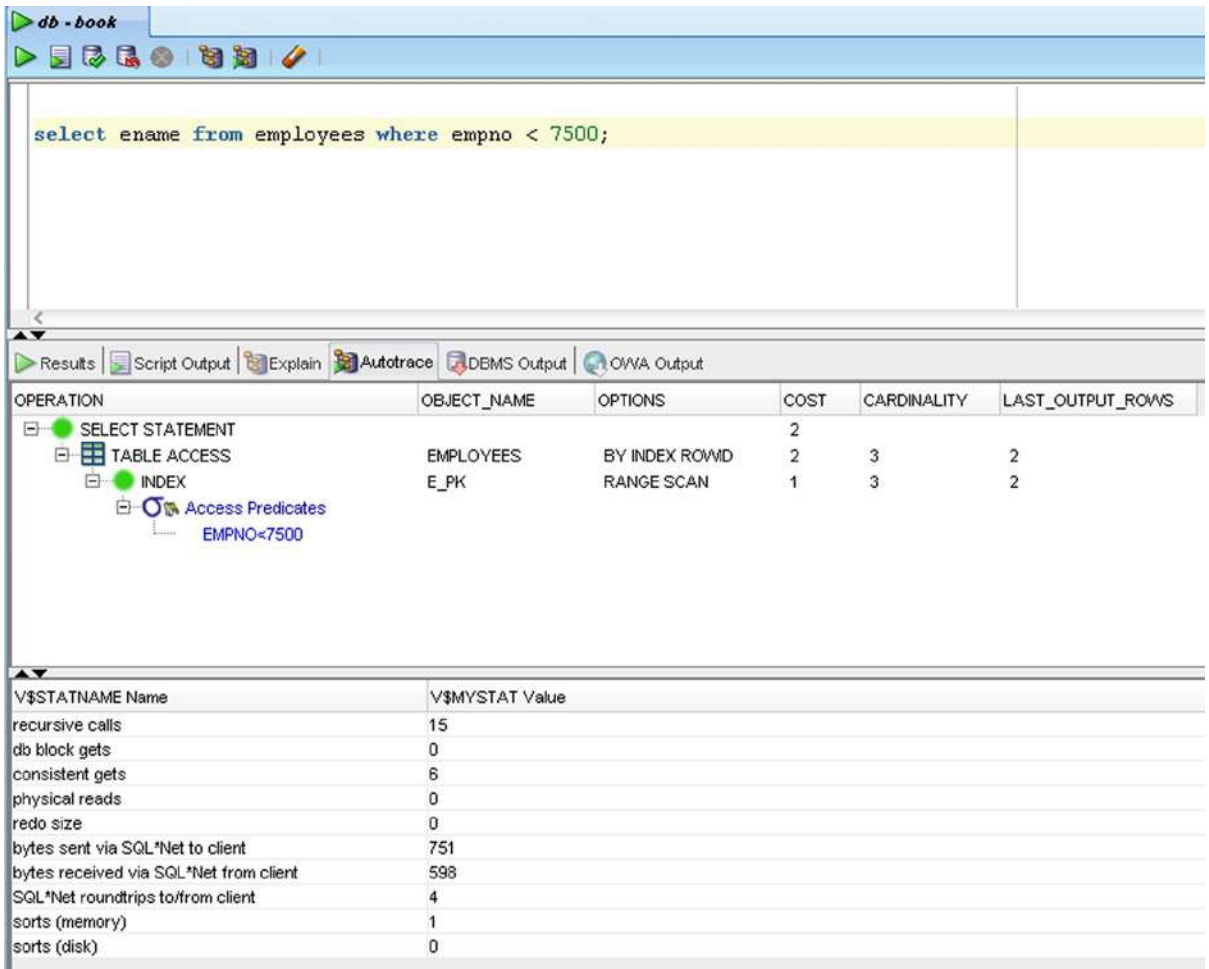 db - book
select ename from employees where empno < 7500;
Results Script Output Explain Autotrace DBMS Output OWA Output
OPERATION OBJECT_NAME OPTIONS COST CARDINALITY LAST_OUTPUT_ROWS
SELECT STATEMENT 2
TABLE ACCESS EMPLOYEES BY INDEX ROWID 2 3 2
INDEX E_PK RANGE SCAN 1 3 2
Access Predicates
EMPNO<7500
V$STATNAME Name V$MYSTAT Value
recursive calls 15
db block gets 0
consistent gets 6
physical reads 0
redo size 0
bytes sent via SQL*Net to client 751
bytes received via SQL*Net from client 598
SQL*Net roundtrips to/from client 4
sorts (memory) 1
sorts (disk) 0